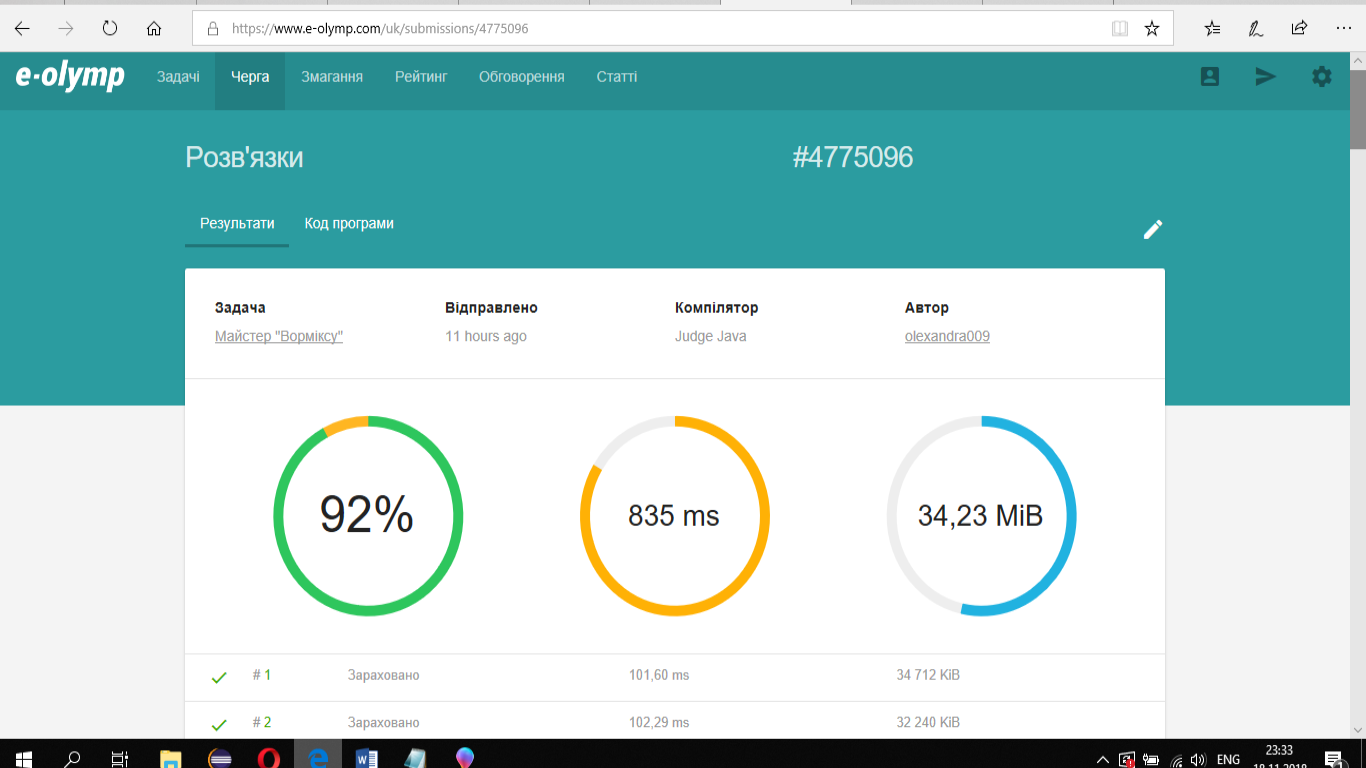 https://www.e-olymp.com/uk/submissions/4775096
e-olymp Задачі Черга Змагання Рейтинг Обговорення Статті
Розв'язки #4775096
Результати Код програми
Задача Відправлено Компілятор Автор
Майстер "Ворміксу" 11 hours ago Judge Java olexandra009
92% 835 ms 34,23 MiB
# 1 Зараховано 101,60 ms 34 712 KiB
# 2 Зараховано 102,29 ms 32 240 KiB
ENG 23:33
18.11.2018